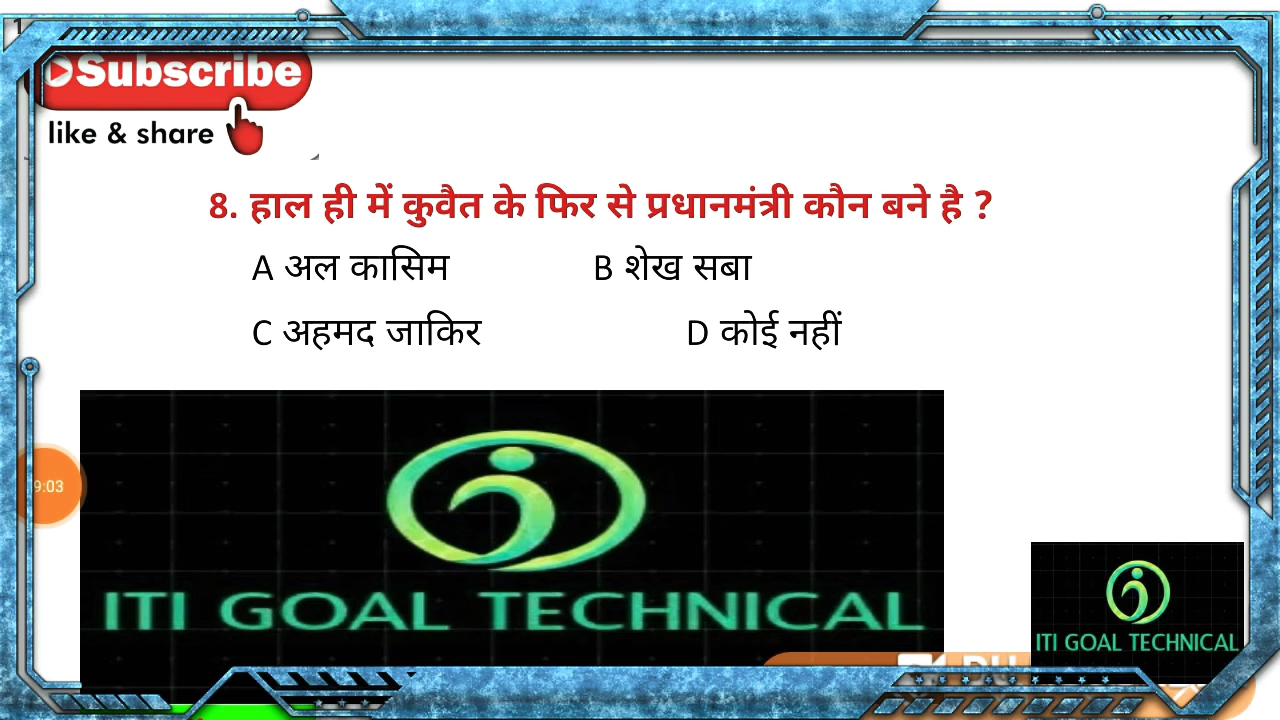 Subscribe
like & share
8. हाल ही में कुवैत के फिर से प्रधानमंत्री कौन बने है ?
A अल कासिम B शेख सबा
C अहमद जाकिर D कोई नहीं
9:03
ITI GOAL TECHNICAL
ITI GOAL TECHNICAL